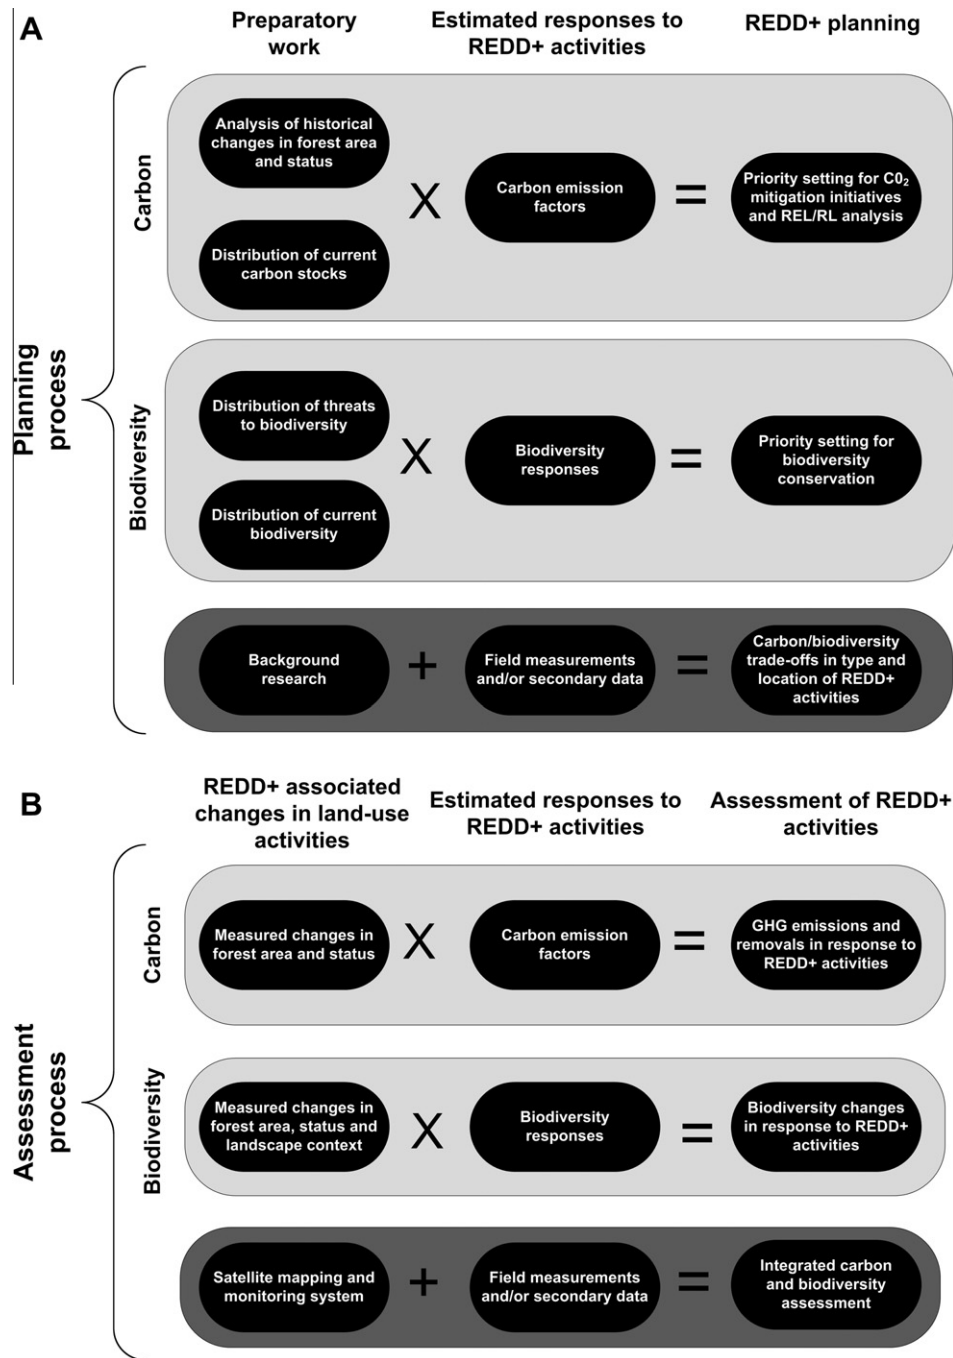 A
Preparatory
work
Estimated responses to
REDD+ activities
REDD+ planning
Planning
process
Carbon
Analysis of historical
changes in forest area
and status
Distribution of current
carbon stocks
X
Carbon emission
factors
=
Priority setting for C0₂
mitigation initiatives
and REL/RL analysis
Biodiversity
Distribution of threats
to biodiversity
Distribution of current
biodiversity
X
Biodiversity
responses
=
Priority setting for
biodiversity
conservation
Background
research
+
Field measurements
and/or secondary data
=
Carbon/biodiversity
trade-offs in type and
location of REDD+
activities
B
REDD+ associated
changes in land-use
activities
Estimated responses to
REDD+ activities
Assessment of REDD+
activities
Assessment
process
Carbon
Measured changes in
forest area and status
X
Carbon emission
factors
=
GHG emissions and
removals in response to
REDD+ activities
Biodiversity
Measured changes in
forest area, status and
landscape context
X
Biodiversity
responses
=
Biodiversity changes
in response to REDD+
activities
Satellite mapping and
monitoring system
+
Field measurements
and/or secondary data
=
Integrated carbon
and biodiversity
assessment